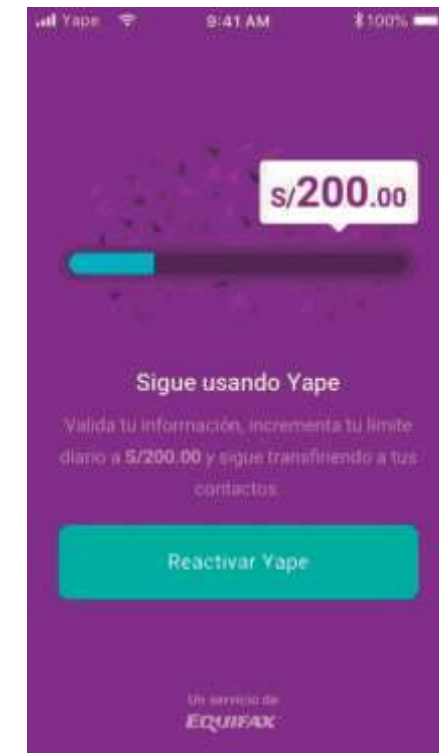 Yape 9:41 AM 100%
S/200.00
Sigue usando Yape
Valida tu información, incrementa tu límite
diario a S/200.00 y sigue transfiriendo a tus
contactos.
Reactivar Yape
Un servicio de
EQUIFAX